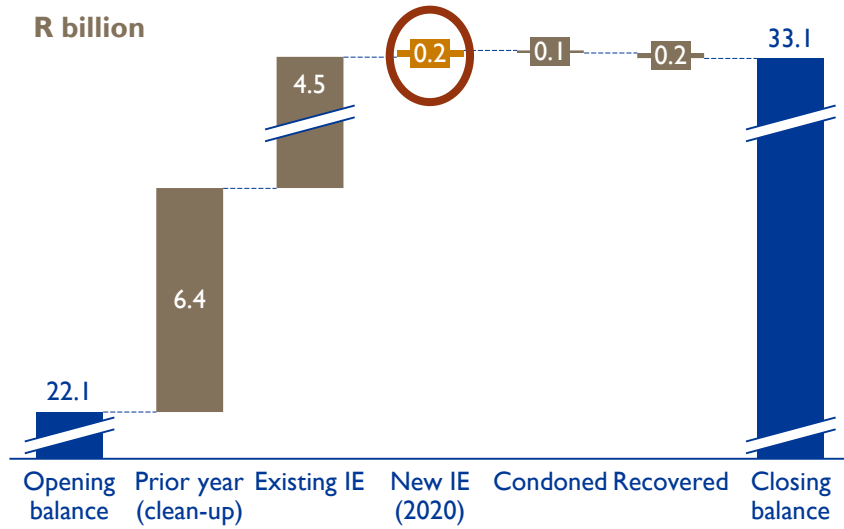 R billion
22.1
6.4
4.5
0.2
0.1
0.2
33.1
Opening balance
Prior year (clean-up)
Existing IE
New IE (2020)
Condoned
Recovered
Closing balance